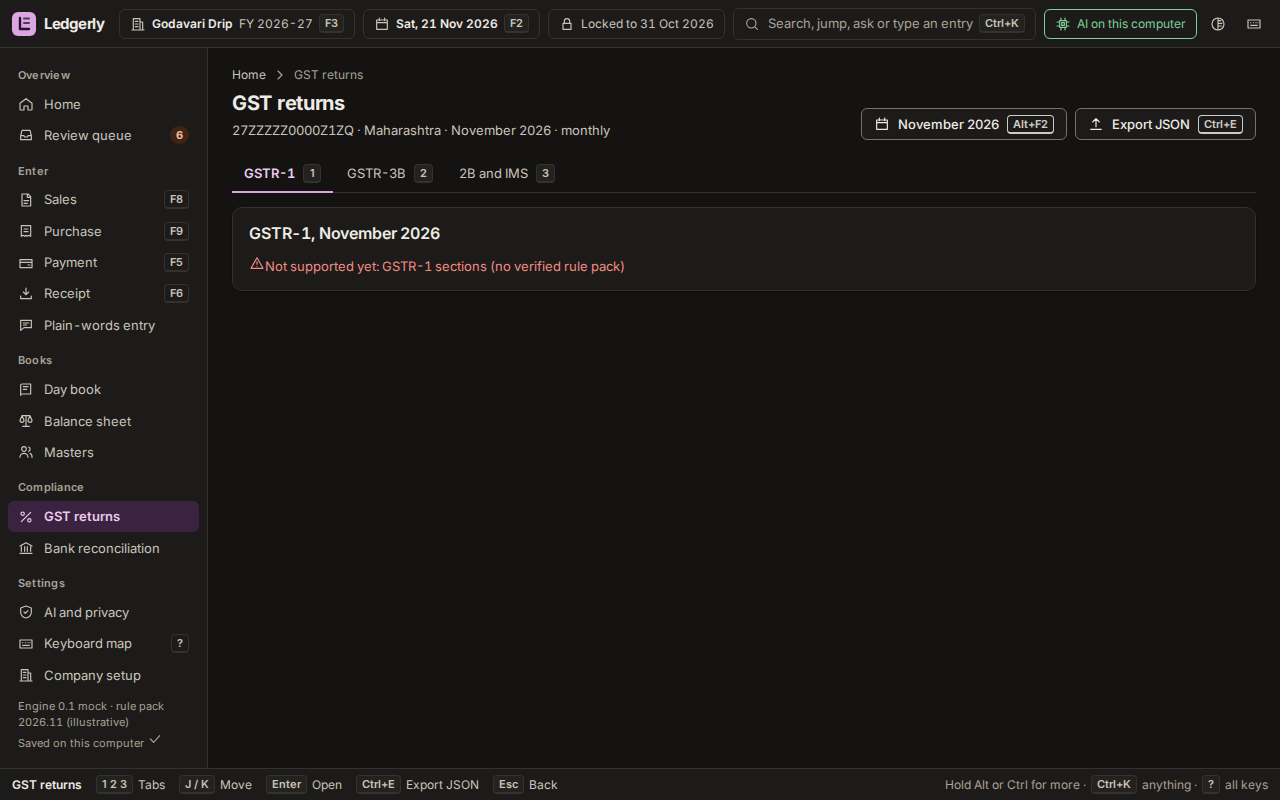 Ledgerly
Godavari Drip FY 2026-27 F3
Sat, 21 Nov 2026 F2
Locked to 31 Oct 2026
Search, jump, ask or type an entry Ctrl+K
AI on this computer
Overview
Home
Review queue 6
Enter
Sales F8
Purchase F9
Payment F5
Receipt F6
Plain-words entry
Books
Day book
Balance sheet
Masters
Compliance
GST returns
Bank reconciliation
Settings
AI and privacy
Keyboard map ?
Company setup
Engine 0.1 mock · rule pack
2026.11 (illustrative)
Saved on this computer
Home GST returns
GST returns
27ZZZZZ0000Z1ZQ · Maharashtra · November 2026 · monthly
November 2026 Alt+F2
Export JSON Ctrl+E
GSTR-1 1 GSTR-3B 2 2B and IMS 3
GSTR-1, November 2026
Not supported yet: GSTR-1 sections (no verified rule pack)
GST returns 1 2 3 Tabs J / K Move Enter Open Ctrl+E Export JSON Esc Back
Hold Alt or Ctrl for more · Ctrl+K anything · ? all keys